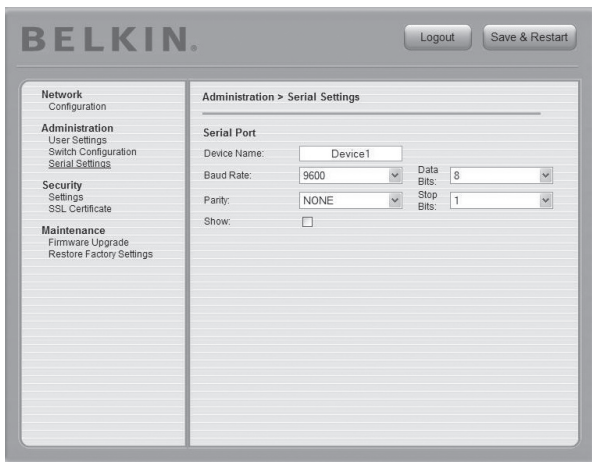 BELKIN.
Logout
Save & Restart
Network
Configuration
Administration
User Settings
Switch Configuration
Serial Settings
Security
Settings
SSL Certificate
Maintenance
Firmware Upgrade
Restore Factory Settings
Administration > Serial Settings
Serial Port
Device Name: Device1
Baud Rate: 9600 Data Bits: 8
Parity: NONE Stop Bits: 1
Show: